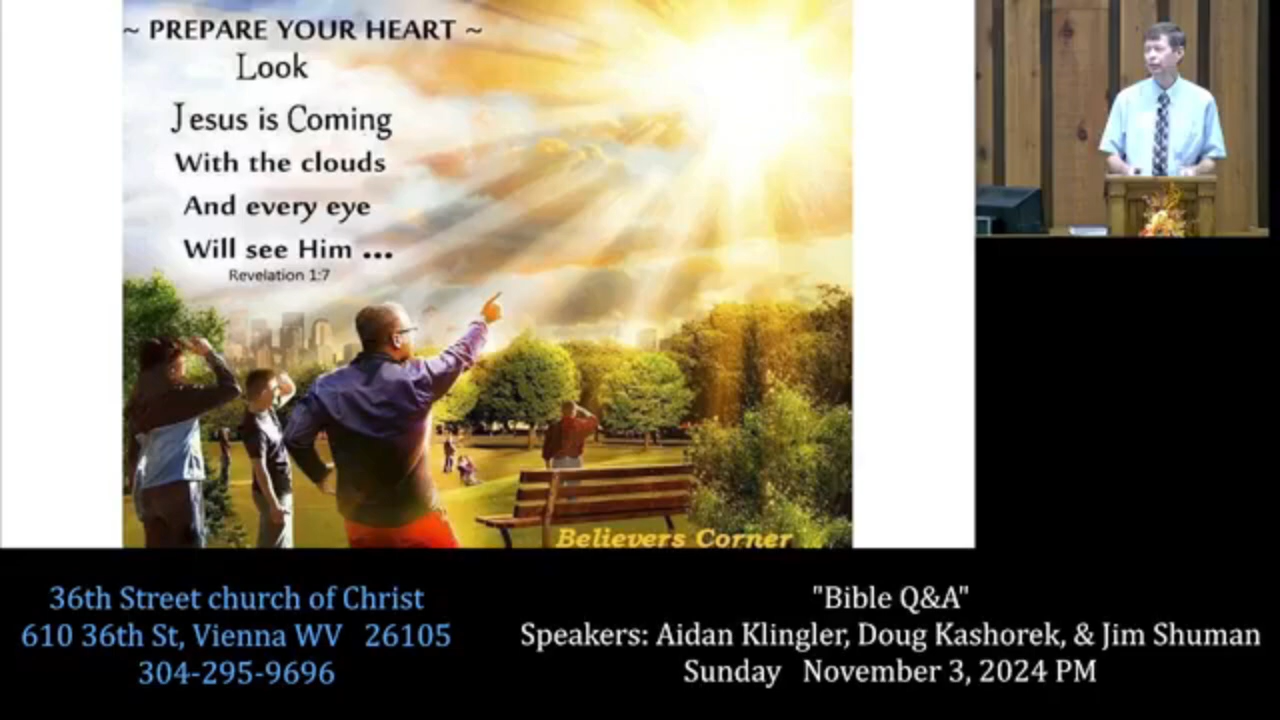 ~ PREPARE YOUR HEART ~
Look
Jesus is Coming
With the clouds
And every eye
Will see Him ...
Revelation 1:7
Believers Corner
36th Street church of Christ
610 36th St, Vienna WV 26105
304-295-9696
"Bible Q&A"
Speakers: Aidan Klingler, Doug Kashorek, & Jim Shuman
Sunday November 3, 2024 PM